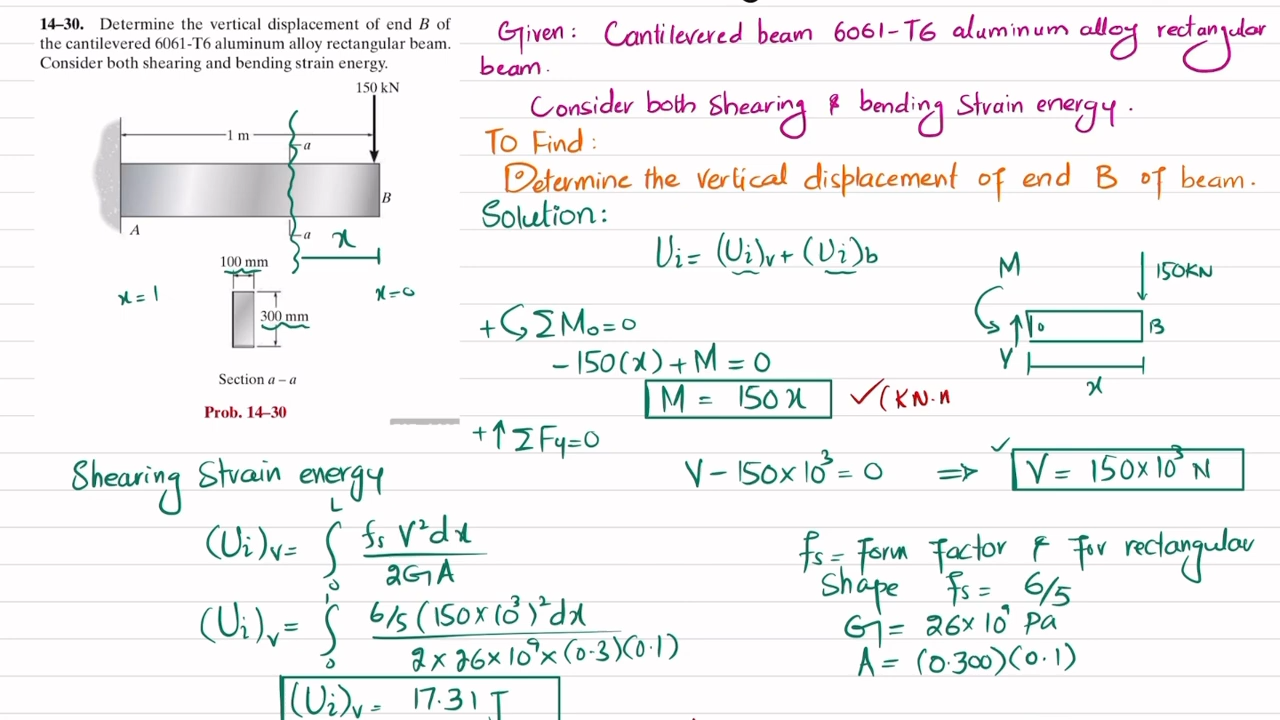 14–30. Determine the vertical displacement of end B of
the cantilevered 6061-T6 aluminum alloy rectangular beam.
Consider both shearing and bending strain energy.
150 kN
1 m
a
B
A
a
x
100 mm
x=1
x=0
300 mm
Section a – a
Prob. 14–30
Given: Cantilevered beam 6061-T6 aluminum alloy rectangular
beam.
Consider both Shearing & bending Strain energy.
To Find:
Determine the vertical displacement of end B of beam.
Solution:
Ui= (Ui)v+(Ui)b
M
150KN
o
B
V
x
+↺ΣMo=0
-150(x)+M=0
M = 150x ✓(KN.m
+↑ΣFy=0
V-150×10³=0 ⇒ ✓ V= 150×10³ N
Shearing Strain energy
(Ui)v= ∫₀ᴸ fs V²dx / 2GA
fs= Form Factor & For rectangular
Shape fs= 6/5
(Ui)v= ∫₀¹ 6/5(150×10³)²dx / 2×26×10⁹×(0.3)(0.1)
G= 26×10⁹ Pa
A= (0.300)(0.1)
(Ui)v= 17.31 J